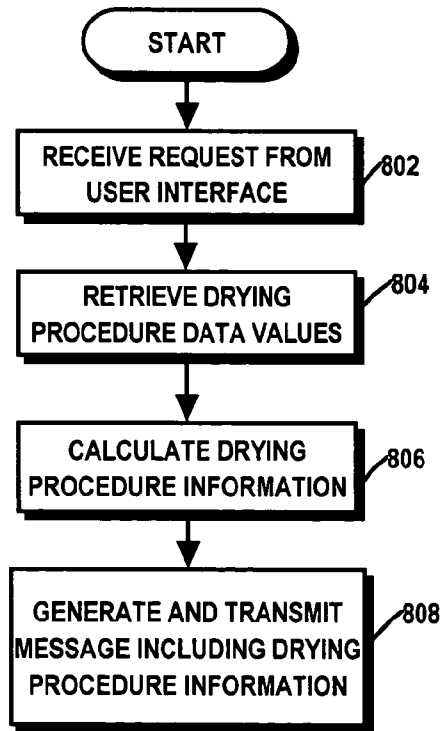 START
RECEIVE REQUEST FROM
USER INTERFACE
802
RETRIEVE DRYING
PROCEDURE DATA VALUES
804
CALCULATE DRYING
PROCEDURE INFORMATION
806
GENERATE AND TRANSMIT
MESSAGE INCLUDING DRYING
PROCEDURE INFORMATION
808